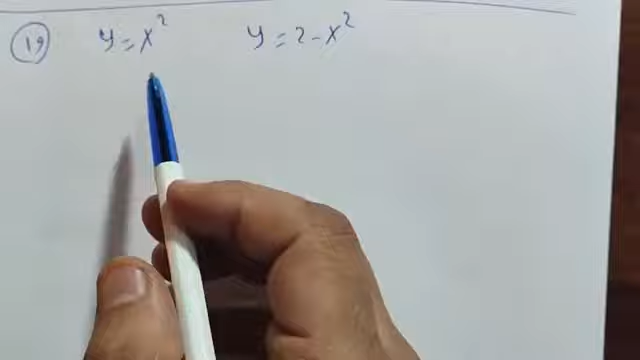 19 y = x² y = 2 - x²